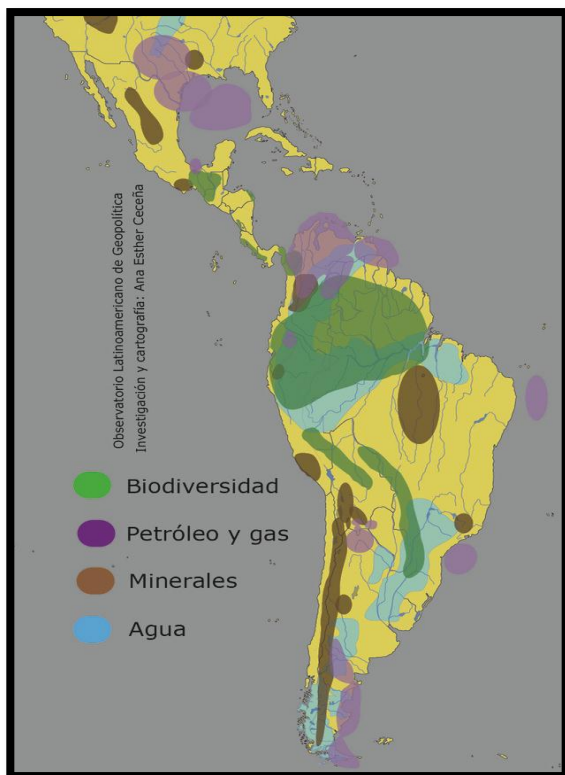 Observatorio Latinoamericano de Geopolítica
Investigación y cartografía: Ana Esther Ceceña
Biodiversidad
Petróleo y gas
Minerales
Agua